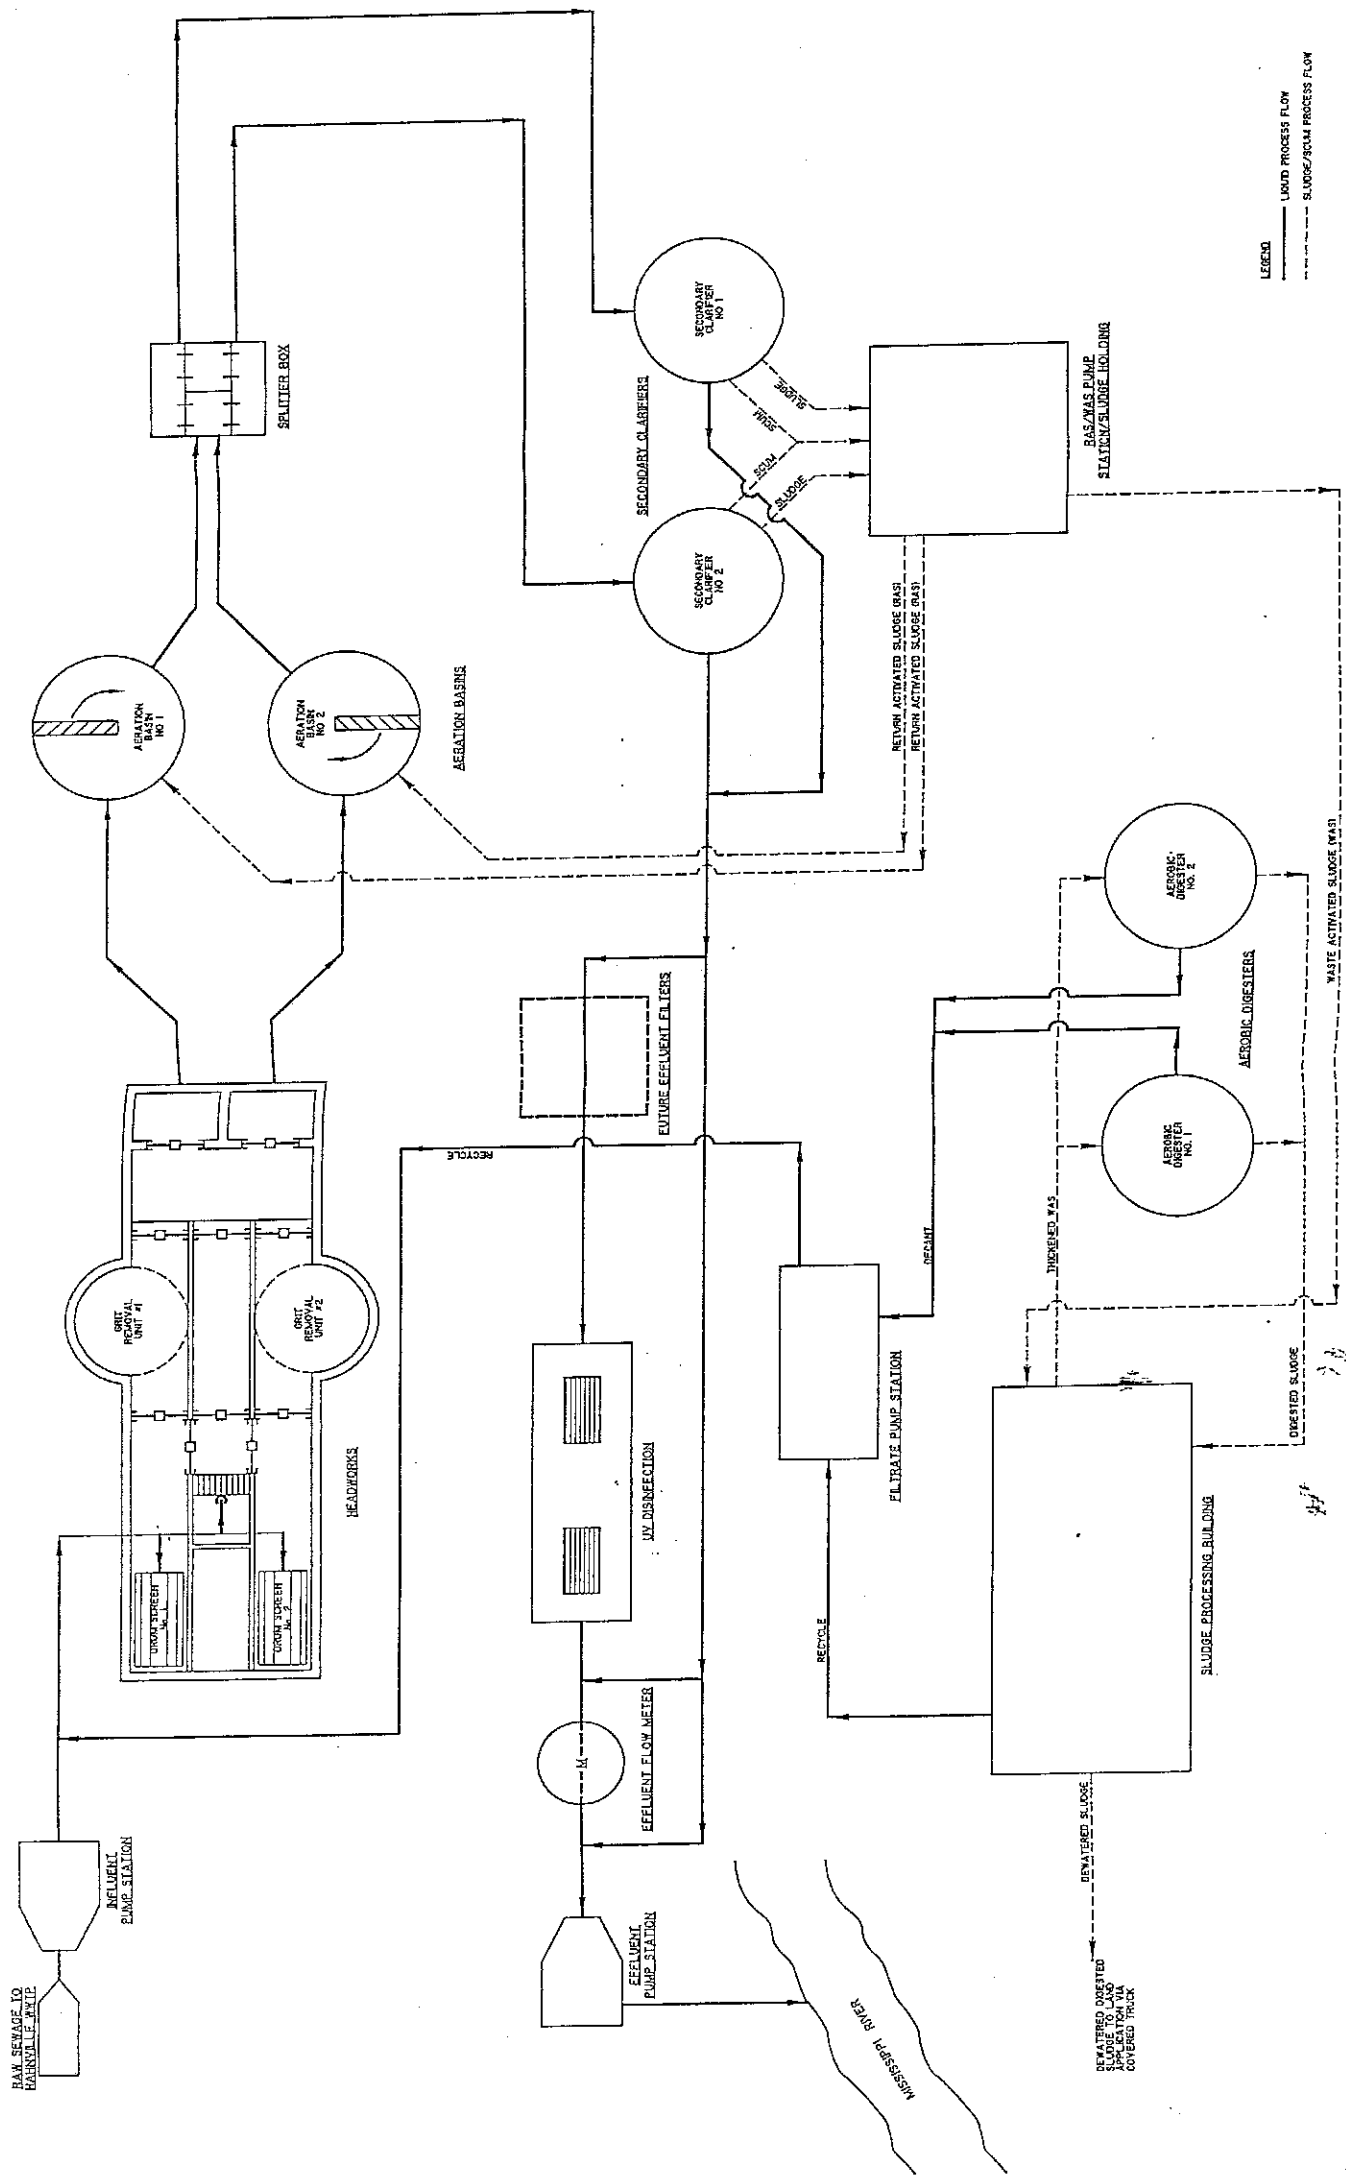 RAW SEWAGE TO
HAHNVILLE WWTP
INFLUENT
PUMP STATION
DRUM SCREEN
No. 1
DRUM SCREEN
No. 2
GRIT
REMOVAL
UNIT #1
GRIT
REMOVAL
UNIT #2
HEADWORKS
AERATION
BASIN
NO 1
AERATION
BASIN
NO 2
AERATION BASINS
SPLITTER BOX
SECONDARY CLARIFIERS
SECONDARY
CLARIFIER
NO 1
SECONDARY
CLARIFIER
NO 2
SLUDGE
SCUM
SCUM
SLUDGE
RAS/WAS PUMP
STATION/SLUDGE HOLDING
RETURN ACTIVATED SLUDGE (RAS)
RETURN ACTIVATED SLUDGE (RAS)
WASTE ACTIVATED SLUDGE (WAS)
FUTURE EFFLUENT FILTERS
RECYCLE
UV DISINFECTION
M
EFFLUENT FLOW METER
EFFLUENT
PUMP STATION
MISSISSIPPI RIVER
FILTRATE PUMP STATION
DECANT
RECYCLE
THICKENED WAS
AEROBIC
DIGESTER
NO. 1
AEROBIC
DIGESTER
NO. 2
AEROBIC DIGESTERS
DIGESTED SLUDGE
SLUDGE PROCESSING BUILDING
DEWATERED SLUDGE
DEWATERED DIGESTED
SLUDGE TO LAND
APPLICATION VIA
COVERED TRUCK
LEGEND
LIQUID PROCESS FLOW
SLUDGE/SCUM PROCESS FLOW